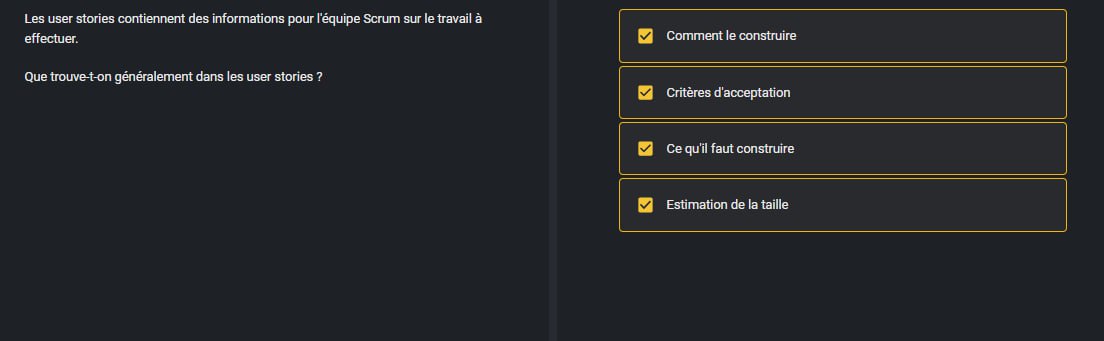 Les user stories contiennent des informations pour l'équipe Scrum sur le travail à
effectuer.
Que trouve-t-on généralement dans les user stories ?
Comment le construire
Critères d'acceptation
Ce qu'il faut construire
Estimation de la taille